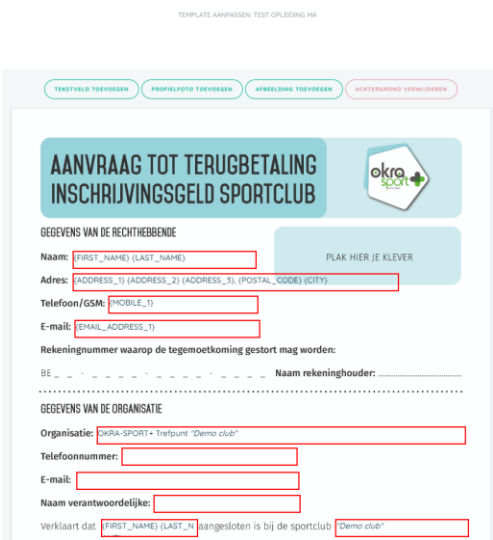 TEMPLATE AANPASSEN: TEST OPLEIDING MA
TEKSTVELD TOEVOEGEN PROFIELFOTO TOEVOEGEN AFBEELDING TOEVOEGEN ACHTERGROND VERWIJDEREN
AANVRAAG TOT TERUGBETALING
INSCHRIJVINGSGELD SPORTCLUB
okra
sport+
GEGEVENS VAN DE RECHTHEBBENDE
Naam: {FIRST_NAME} {LAST_NAME}
PLAK HIER JE KLEVER
Adres: {ADDRESS_1} {ADDRESS_2} {ADDRESS_3}, {POSTAL_CODE} {CITY}
Telefoon/GSM: {MOBILE_1}
E-mail: {EMAIL_ADDRESS_1}
Rekeningnummer waarop de tegemoetkoming gestort mag worden:
BE _ _ - _ _ _ _ - _ _ _ _ - _ _ _ _ Naam rekeninghouder: ....................................
GEGEVENS VAN DE ORGANISATIE
Organisatie: OKRA-SPORT+ Trefpunt "Demo club"
Telefoonnummer:
E-mail:
Naam verantwoordelijke:
Verklaart dat {FIRST_NAME} {LAST_N aangesloten is bij de sportclub "Demo club"